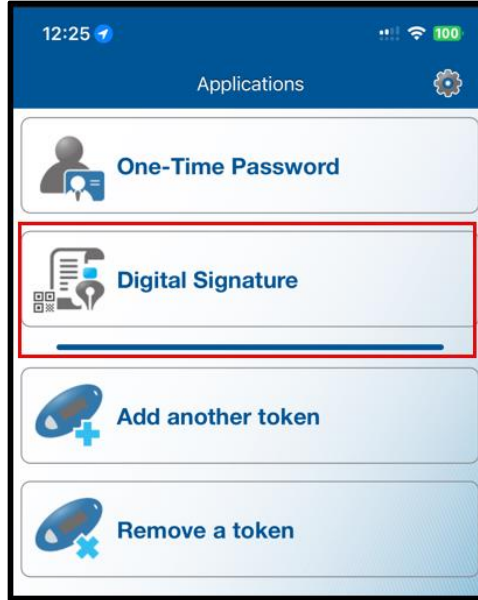 12:25
100
Applications
One-Time Password
Digital Signature
Add another token
Remove a token